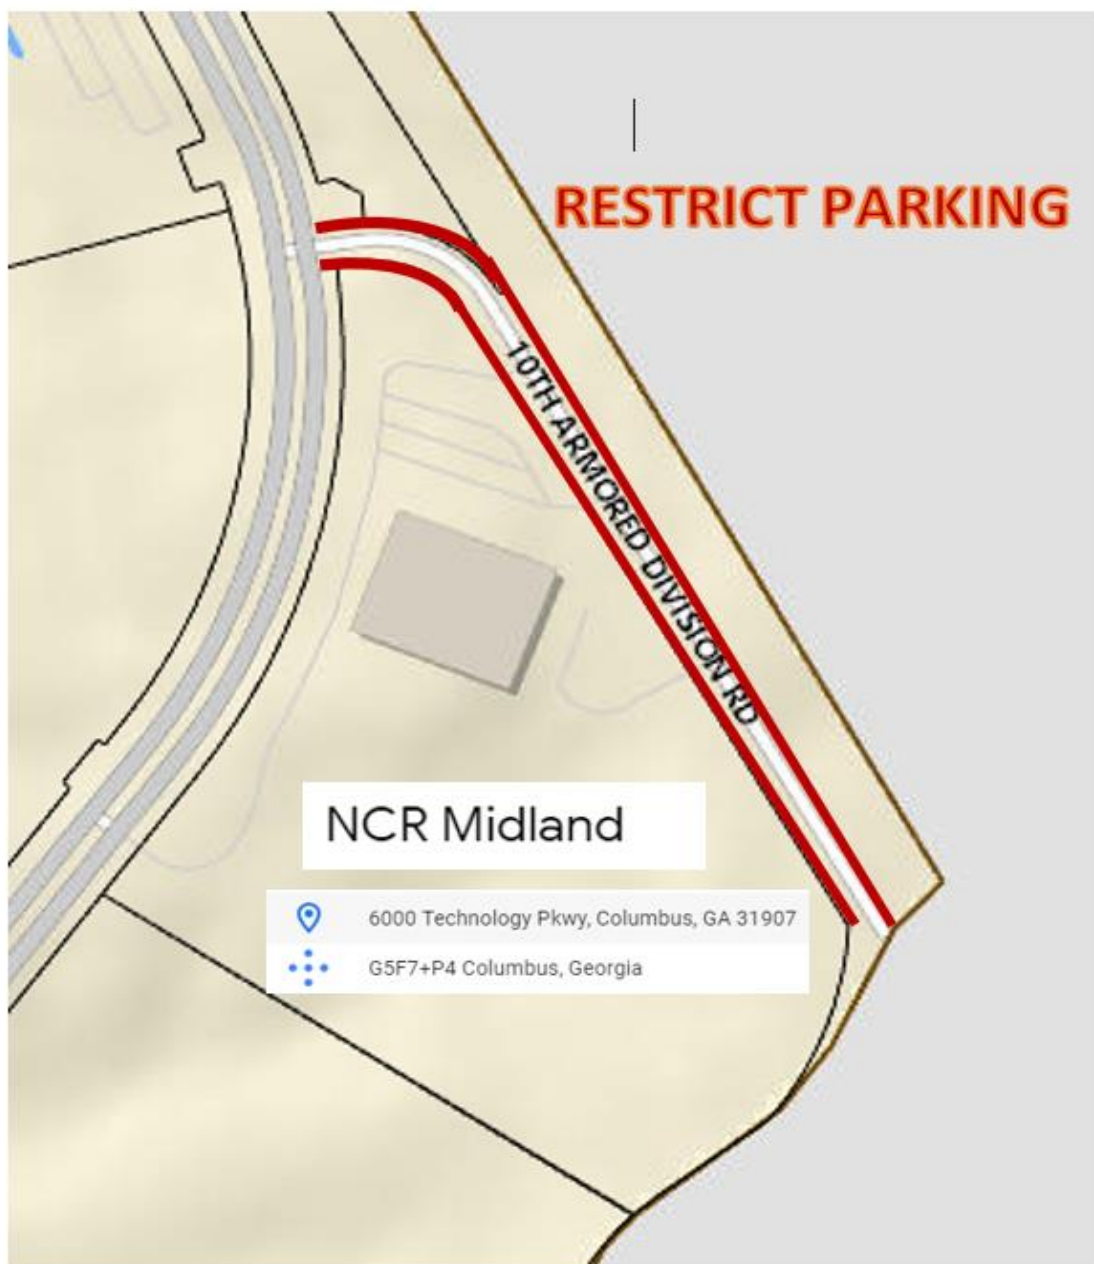 RESTRICT PARKING
10TH ARMORED DIVISION RD
NCR Midland
6000 Technology Pkwy, Columbus, GA 31907
G5F7+P4 Columbus, Georgia